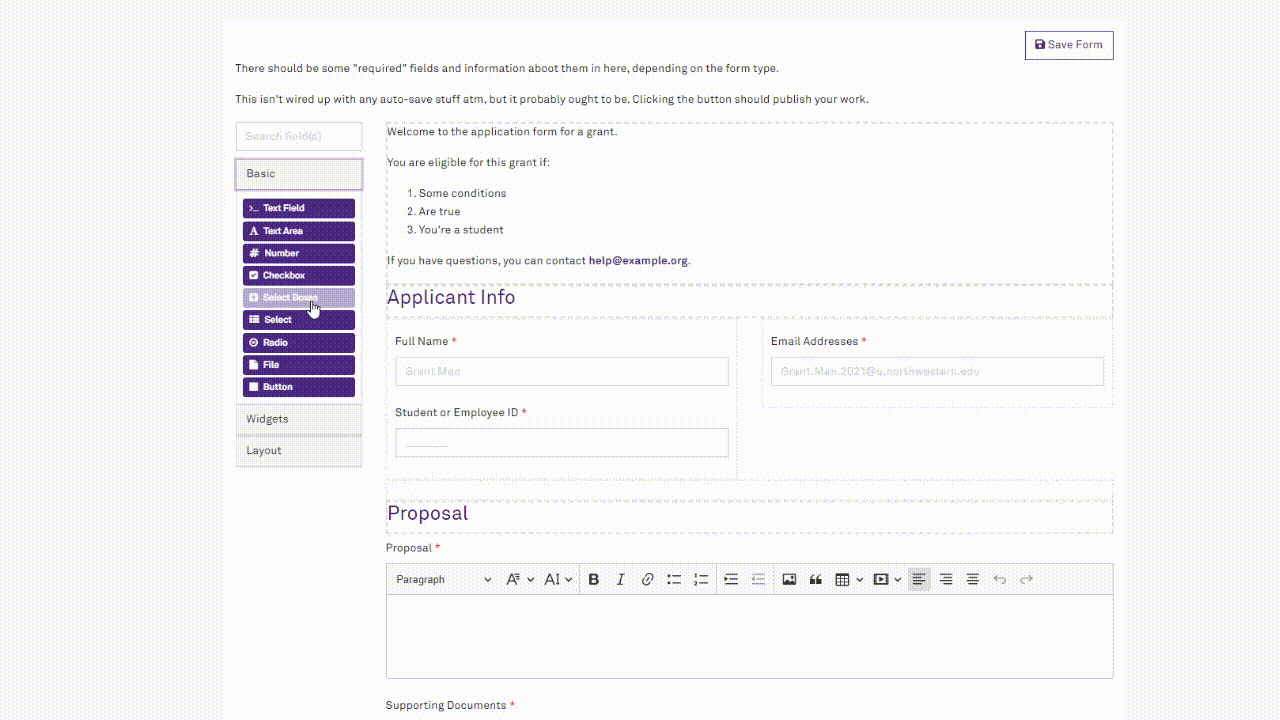 Save Form
There should be some "required" fields and information aboot them in here, depending on the form type.
This isn't wired up with any auto-save stuff atm, but it probably ought to be. Clicking the button should publish your work.
Search field(s)
Basic
Text Field
Text Area
Number
Checkbox
Select Boxes
Select
Radio
File
Button
Widgets
Layout
Welcome to the application form for a grant.
You are eligible for this grant if:
1. Some conditions
2. Are true
3. You're a student
If you have questions, you can contact help@example.org.
Applicant Info
Full Name *
Grant Man
Email Addresses *
Grant.Man.2021@u.northwestern.edu
Student or Employee ID *
Proposal
Proposal *
Paragraph
Supporting Documents *